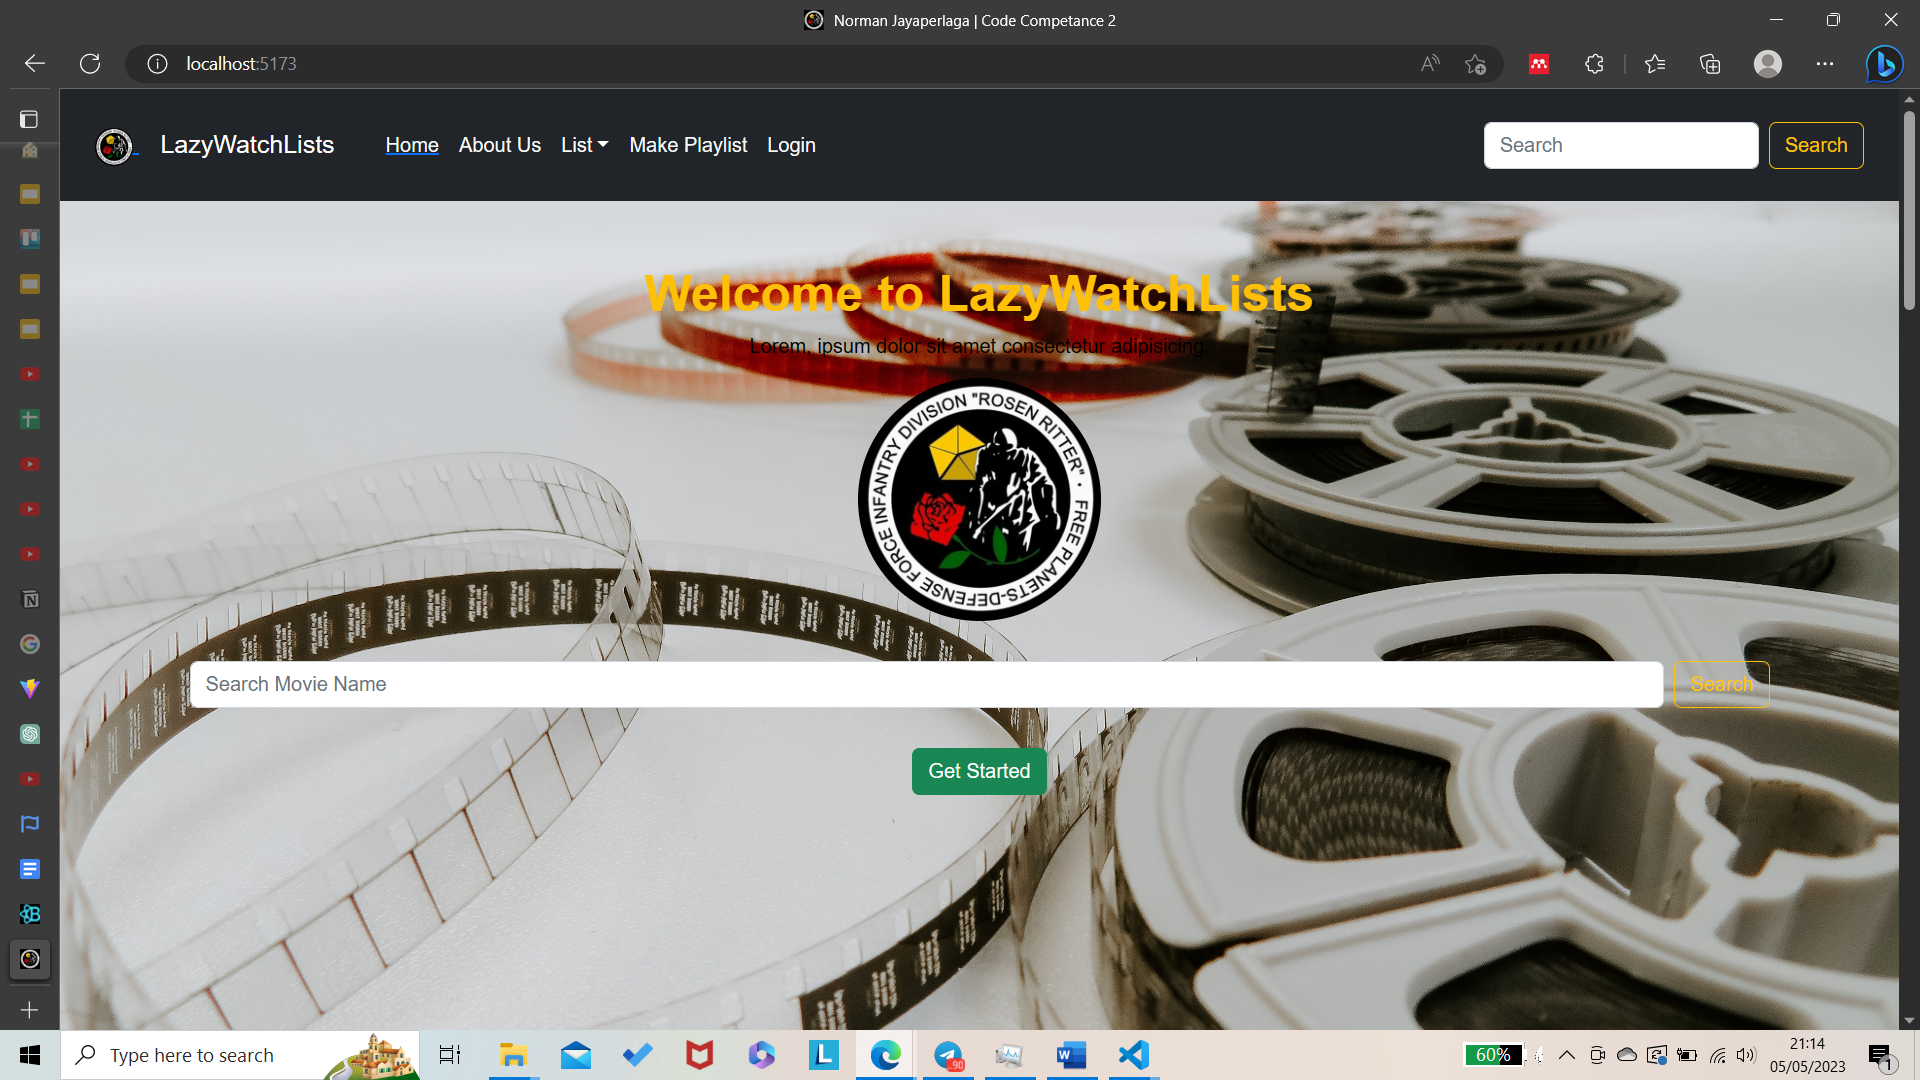 Norman Jayaperlaga | Code Competance 2
localhost:5173
LazyWatchLists
Home
About Us
List
Make Playlist
Login
Search
Search
Welcome to LazyWatchLists
Lorem, ipsum dolor sit amet consectetur adipisicing.
FREE PLANETS-DEFENSE FORCE INFANTRY DIVISION "ROSEN RITTER"
Search Movie Name
Search
Get Started
Type here to search
90
60%
21:14
05/05/2023
1